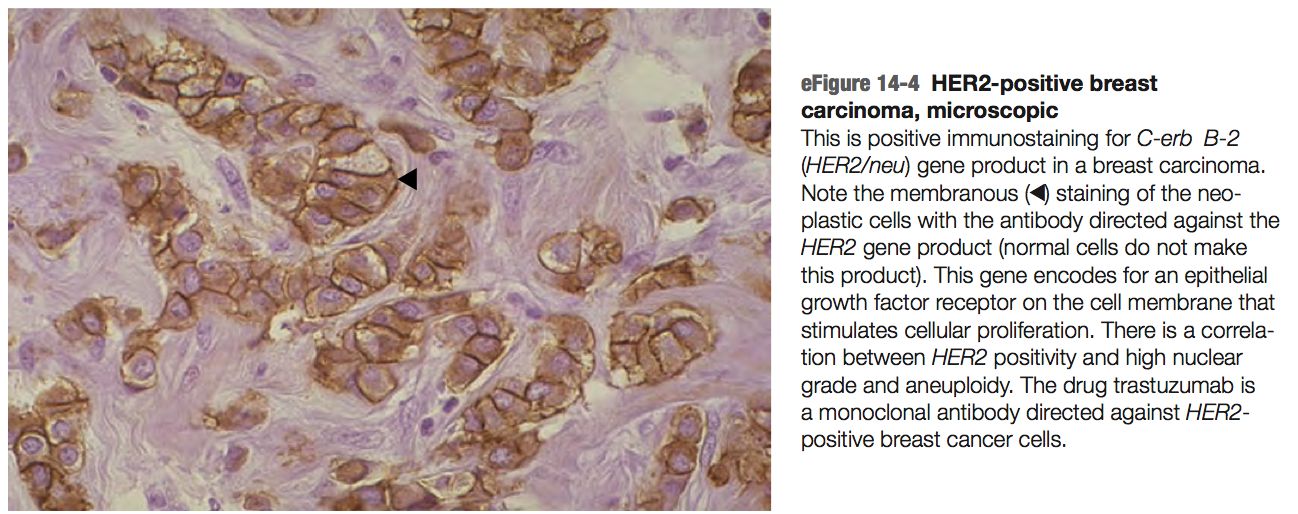 eFigure 14-4 HER2-positive breast
carcinoma, microscopic
This is positive immunostaining for C-erb B-2
(HER2/neu) gene product in a breast carcinoma.
Note the membranous (◀) staining of the neo-
plastic cells with the antibody directed against the
HER2 gene product (normal cells do not make
this product). This gene encodes for an epithelial
growth factor receptor on the cell membrane that
stimulates cellular proliferation. There is a correla-
tion between HER2 positivity and high nuclear
grade and aneuploidy. The drug trastuzumab is
a monoclonal antibody directed against HER2-
positive breast cancer cells.